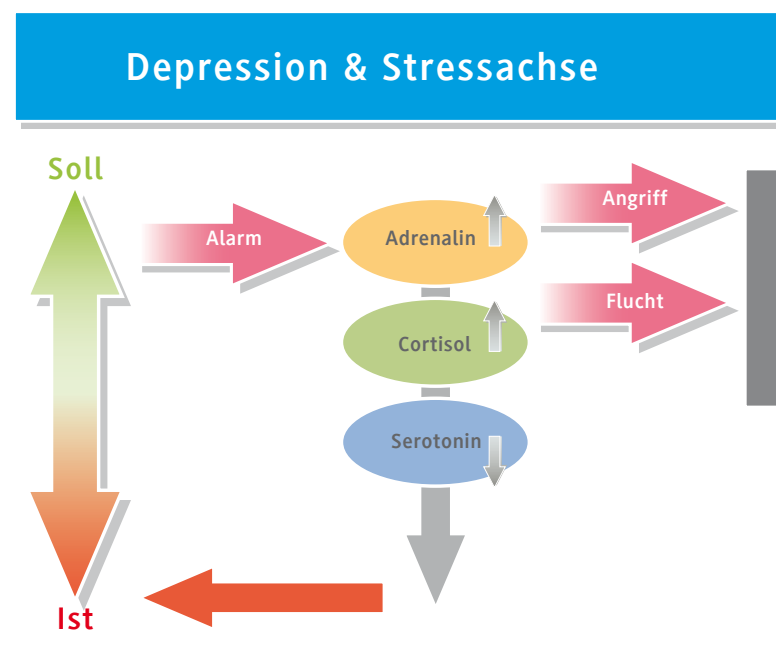 Depression & Stressachse
Soll
Alarm
Adrenalin
Angriff
Flucht
Cortisol
Serotonin
Ist